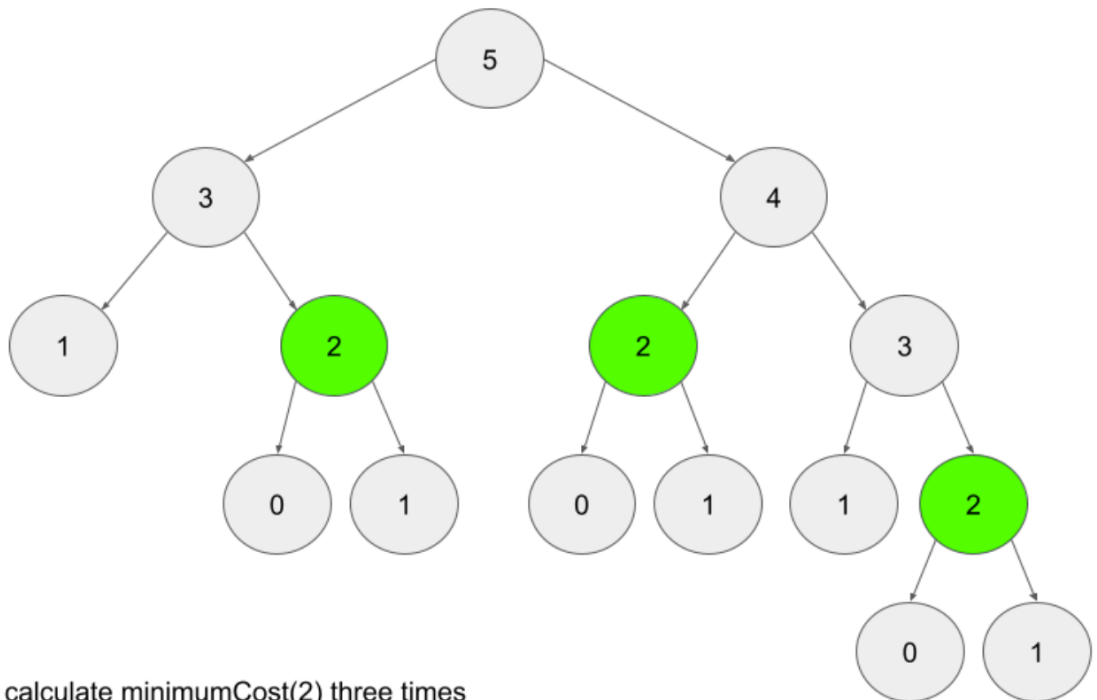 5
3 4
1 2 2 3
0 1 0 1 1 2
0 1
calculate minimumCost(2) three times